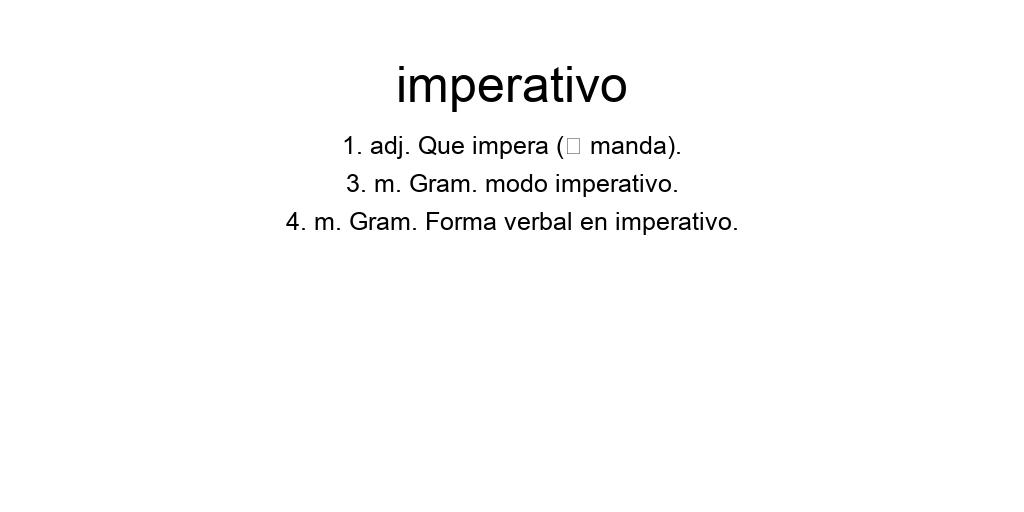 imperativo
1. adj. Que impera (□ manda).
3. m. Gram. modo imperativo.
4. m. Gram. Forma verbal en imperativo.